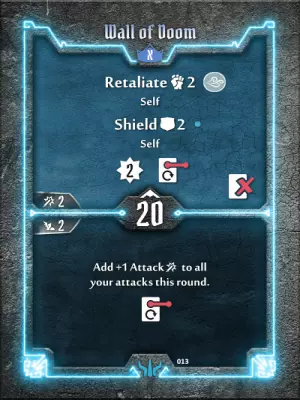 Wall of Doom
X
Retaliate 2
Self
Shield 2
Self
2
2
20
2
Add +1 Attack to all
your attacks this round.
013